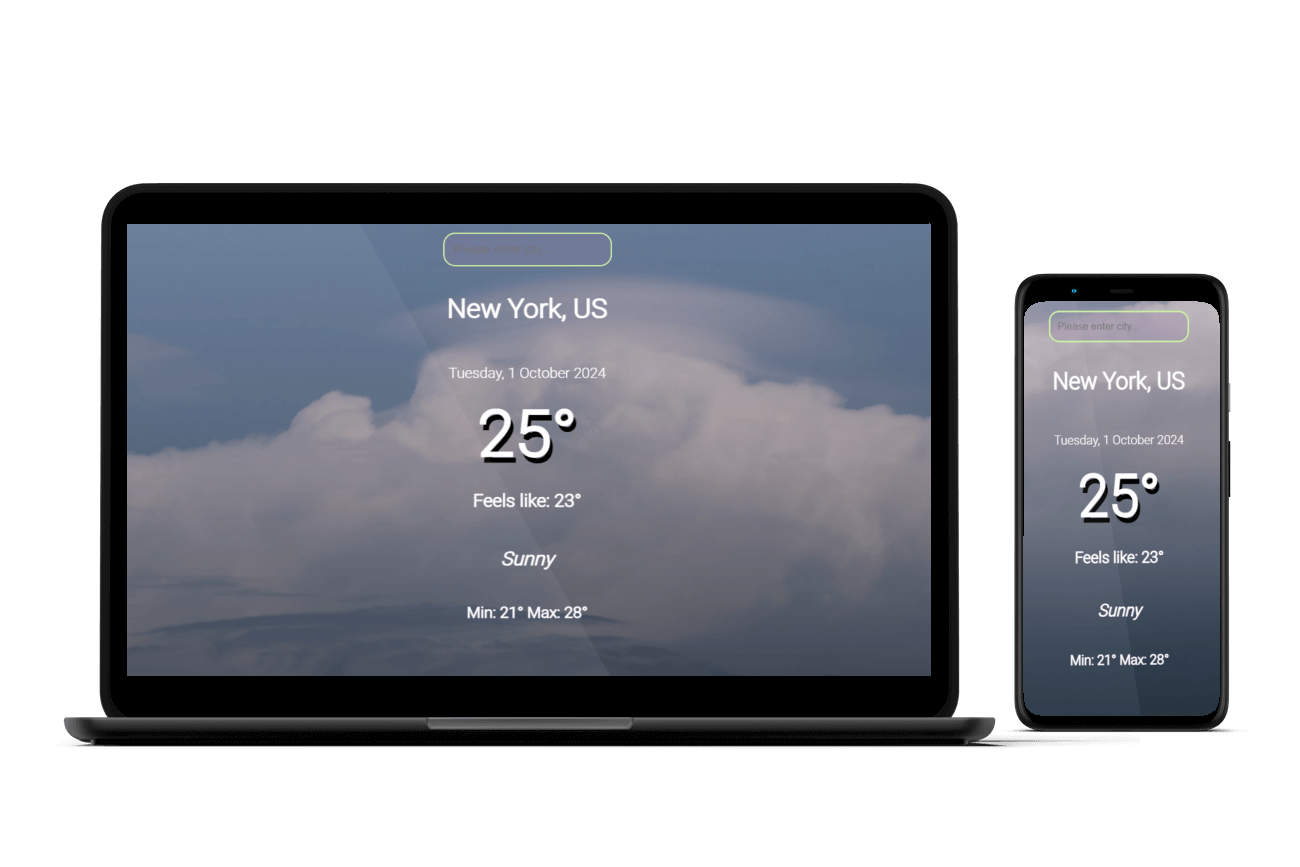 Please enter city...
New York, US
Tuesday, 1 October 2024
25°
Feels like: 23°
Sunny
Min: 21° Max: 28°
Please enter city...
New York, US
Tuesday, 1 October 2024
25°
Feels like: 23°
Sunny
Min: 21° Max: 28°